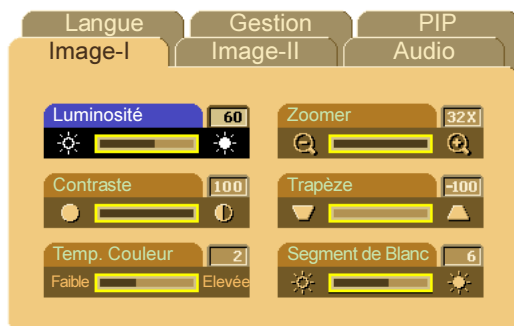 Langue Gestion PIP
Image-I Image-II Audio
Luminosité 60
Zoomer 32X
Contraste 100
Trapèze -100
Temp. Couleur 2
Faible Elevée
Segment de Blanc 6